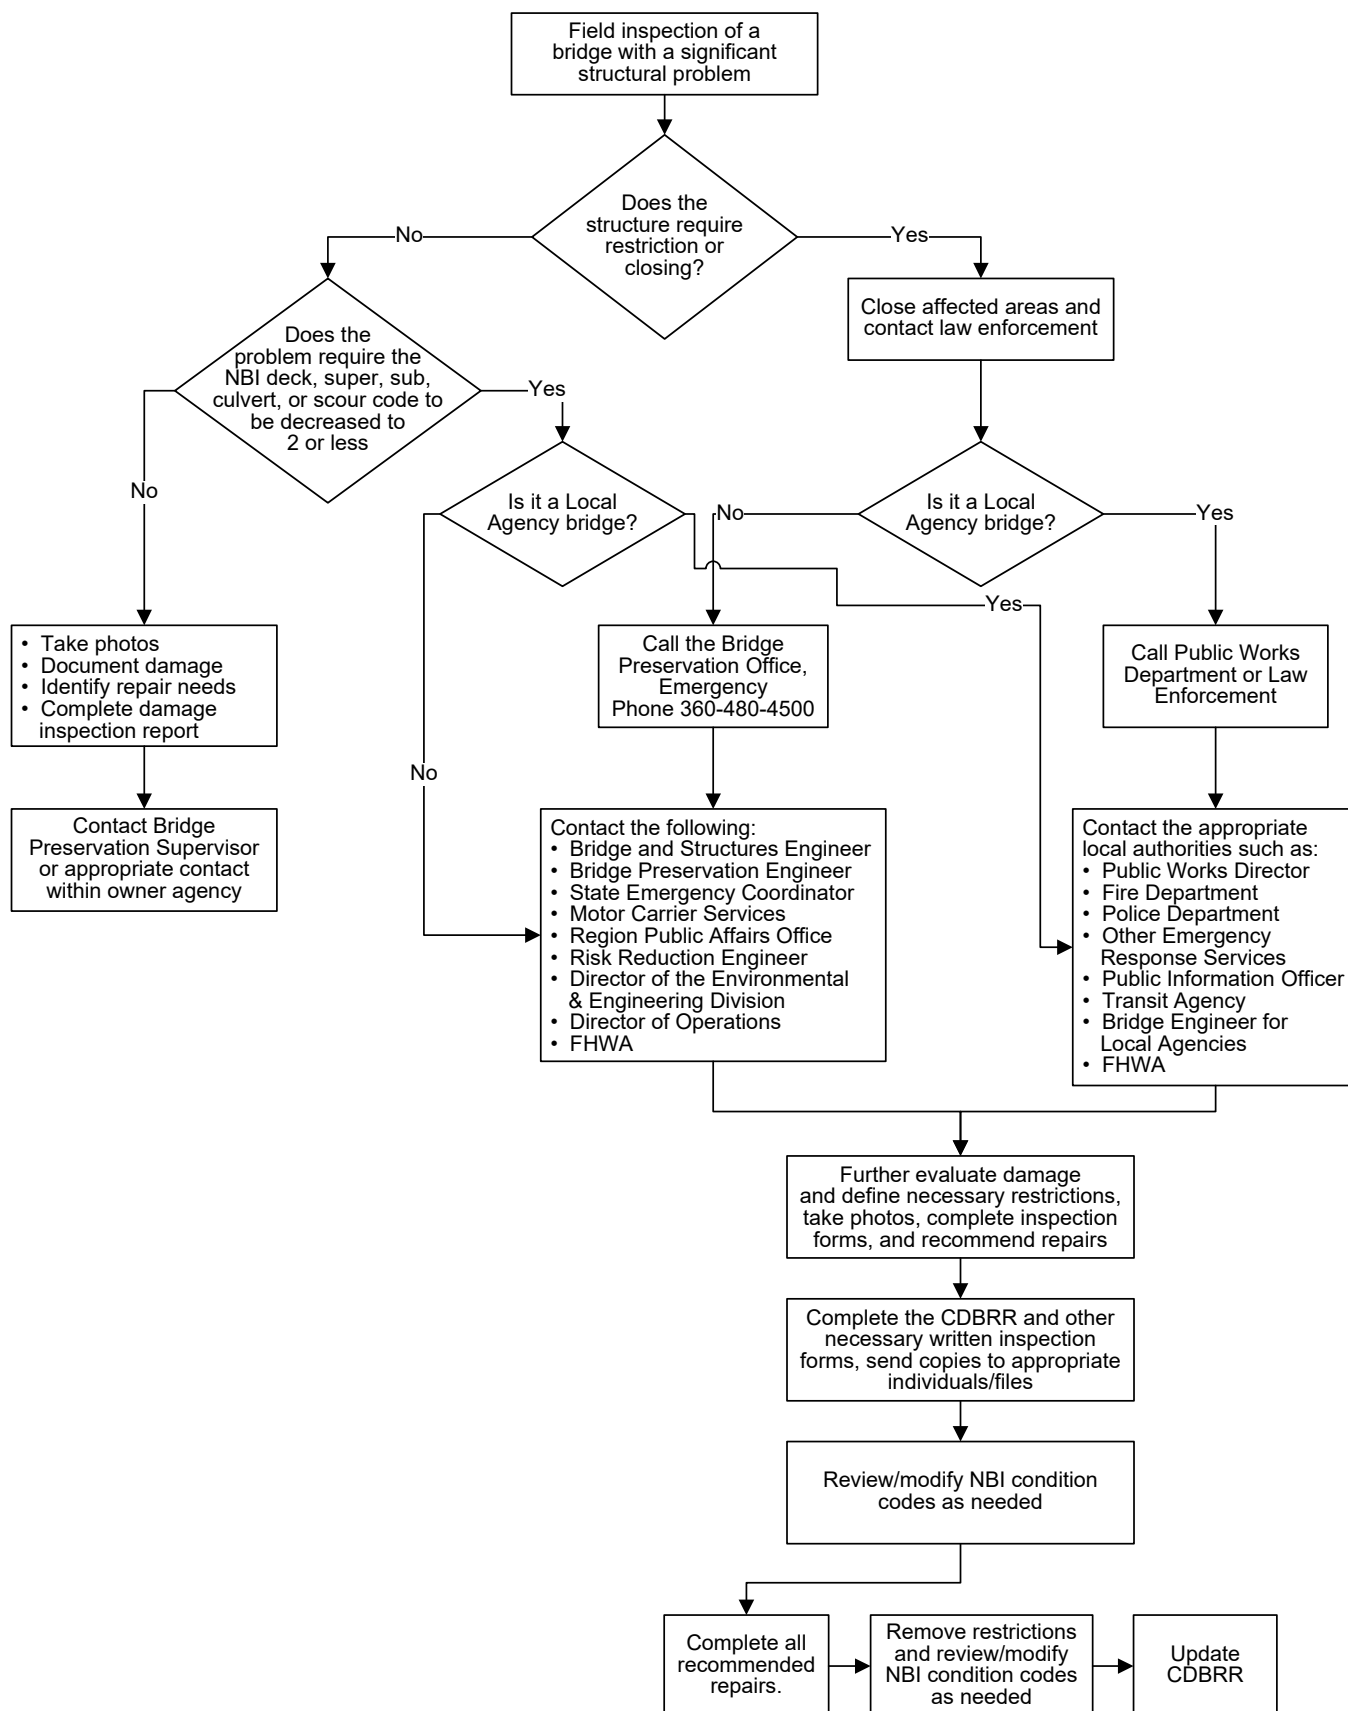 Field inspection of a
bridge with a significant
structural problem
Does the
structure require
restriction or
closing?
No
Yes
Close affected areas and
contact law enforcement
Does the
problem require the
NBI deck, super, sub,
culvert, or scour code to
be decreased to
2 or less
Yes
No
Is it a Local
Agency bridge?
No
Is it a Local
Agency bridge?
Yes
Yes
• Take photos
• Document damage
• Identify repair needs
• Complete damage
inspection report
Call the Bridge
Preservation Office,
Emergency
Phone 360-480-4500
Call Public Works
Department or Law
Enforcement
No
Contact Bridge
Preservation Supervisor
or appropriate contact
within owner agency
Contact the following:
• Bridge and Structures Engineer
• Bridge Preservation Engineer
• State Emergency Coordinator
• Motor Carrier Services
• Region Public Affairs Office
• Risk Reduction Engineer
• Director of the Environmental
& Engineering Division
• Director of Operations
• FHWA
Contact the appropriate
local authorities such as:
• Public Works Director
• Fire Department
• Police Department
• Other Emergency
Response Services
• Public Information Officer
• Transit Agency
• Bridge Engineer for
Local Agencies
• FHWA
Further evaluate damage
and define necessary restrictions,
take photos, complete inspection
forms, and recommend repairs
Complete the CDBRR and other
necessary written inspection
forms, send copies to appropriate
individuals/files
Review/modify NBI condition
codes as needed
Complete all
recommended
repairs.
Remove restrictions
and review/modify
NBI condition codes
as needed
Update
CDBRR